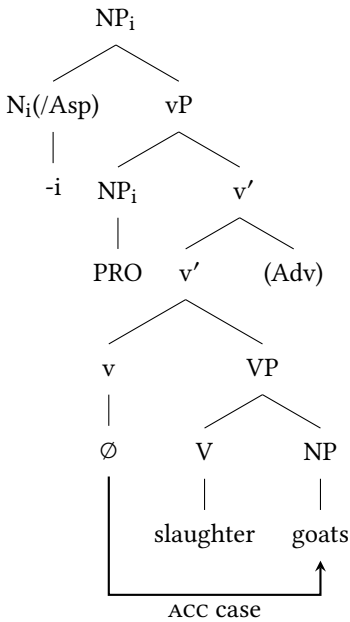 NPi
Ni(/Asp) vP
-i NPi v′
PRO v′ (Adv)
v VP
∅ V NP
slaughter goats
ACC case